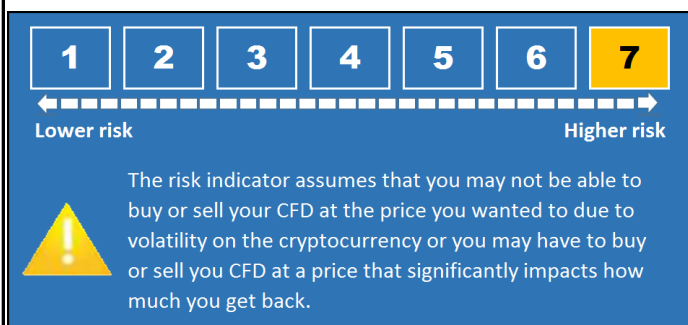 1 2 3 4 5 6 7
Lower risk Higher risk
The risk indicator assumes that you may not be able to
buy or sell your CFD at the price you wanted to due to
volatility on the cryptocurrency or you may have to buy
or sell you CFD at a price that significantly impacts how
much you get back.